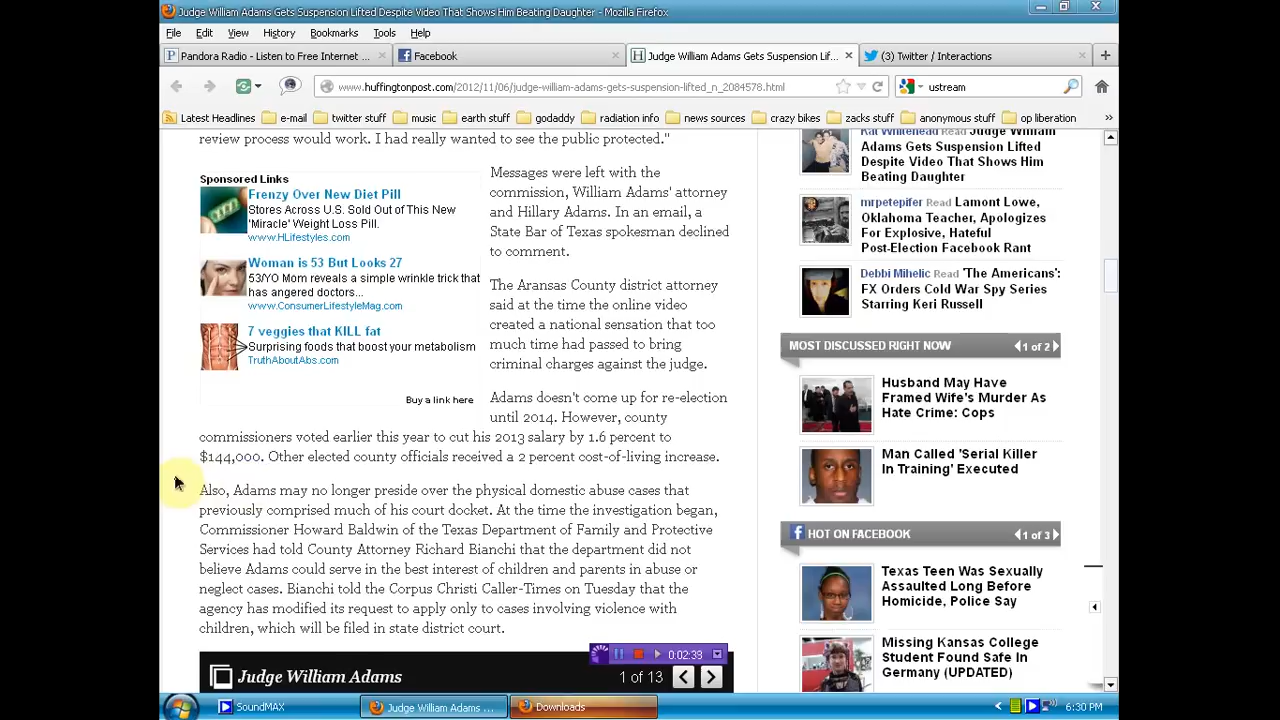 Judge William Adams Gets Suspension Lifted Despite Video That Shows Him Beating Daughter - Mozilla Firefox
File Edit View History Bookmarks Tools Help
Pandora Radio - Listen to Free Internet ...
Facebook
Judge William Adams Gets Suspension Lif...
(3) Twitter / Interactions
www.huffingtonpost.com/2012/11/06/judge-william-adams-gets-suspension-lifted_n_2084578.html
ustream
Latest Headlines e-mail twitter stuff music earth stuff godaddy radiation info news sources crazy bikes zacks stuff anonymous stuff op liberation
review process would work. I had really wanted to see the public protected."
Sponsored Links
Frenzy Over New Diet Pill
Stores Across U.S. Sold Out of This New
'Miracle' Weight Loss Pill.
www.HLifestyles.com
Woman is 53 But Looks 27
53YO Mom reveals a simple wrinkle trick that
has angered doctors...
www.ConsumerLifestyleMag.com
7 veggies that KILL fat
Surprising foods that boost your metabolism
TruthAboutAbs.com
Buy a link here
Messages were left with the
commission, William Adams' attorney
and Hillary Adams. In an email, a
State Bar of Texas spokesman declined
to comment.
The Aransas County district attorney
said at the time the online video
created a national sensation that too
much time had passed to bring
criminal charges against the judge.
Adams doesn't come up for re-election
until 2014. However, county
commissioners voted earlier this year to cut his 2013 salary by 1.6 percent to
$144,000. Other elected county officials received a 2 percent cost-of-living increase.
Also, Adams may no longer preside over the physical domestic abuse cases that
previously comprised much of his court docket. At the time the investigation began,
Commissioner Howard Baldwin of the Texas Department of Family and Protective
Services had told County Attorney Richard Bianchi that the department did not
believe Adams could serve in the best interest of children and parents in abuse or
neglect cases. Bianchi told the Corpus Christi Caller-Times on Tuesday that the
agency has modified its request to apply only to cases involving violence with
children, which will be filed in state district court.
0:02:38
Judge William Adams
1 of 13
Kat Whitehead Read Judge William
Adams Gets Suspension Lifted
Despite Video That Shows Him
Beating Daughter
mrpetepifer Read Lamont Lowe,
Oklahoma Teacher, Apologizes
For Explosive, Hateful
Post-Election Facebook Rant
Debbi Mihelic Read 'The Americans':
FX Orders Cold War Spy Series
Starring Keri Russell
MOST DISCUSSED RIGHT NOW
1 of 2
Husband May Have
Framed Wife's Murder As
Hate Crime: Cops
Man Called 'Serial Killer
In Training' Executed
HOT ON FACEBOOK
1 of 3
Texas Teen Was Sexually
Assaulted Long Before
Homicide, Police Say
Missing Kansas College
Student Found Safe In
Germany (UPDATED)
SoundMAX
Judge William Adams ...
Downloads
6:30 PM